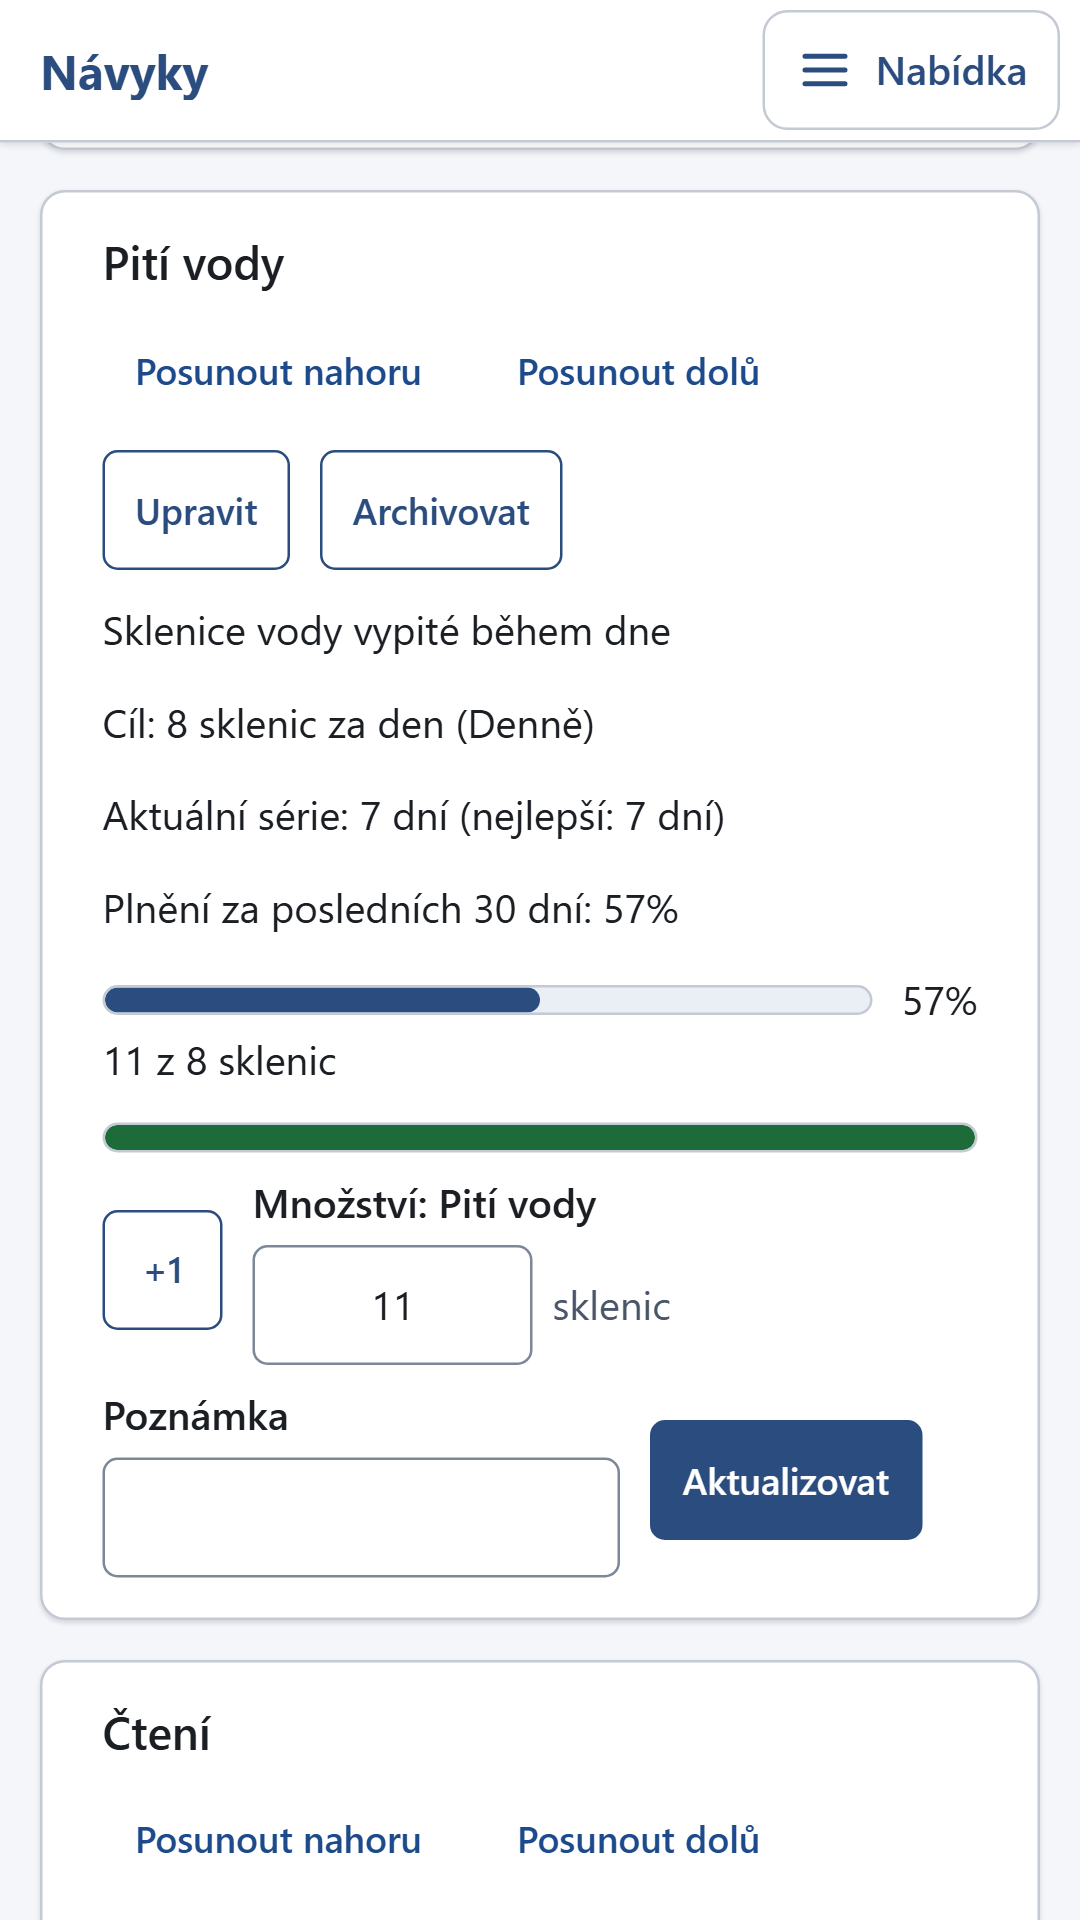 Návyky
Nabídka
Pití vody
Posunout nahoru
Posunout dolů
Upravit
Archivovat
Sklenice vody vypité během dne
Cíl: 8 sklenic za den (Denně)
Aktuální série: 7 dní (nejlepší: 7 dní)
Plnění za posledních 30 dní: 57%
57%
11 z 8 sklenic
Množství: Pití vody
+1
11
sklenic
Poznámka
Aktualizovat
Čtení
Posunout nahoru
Posunout dolů